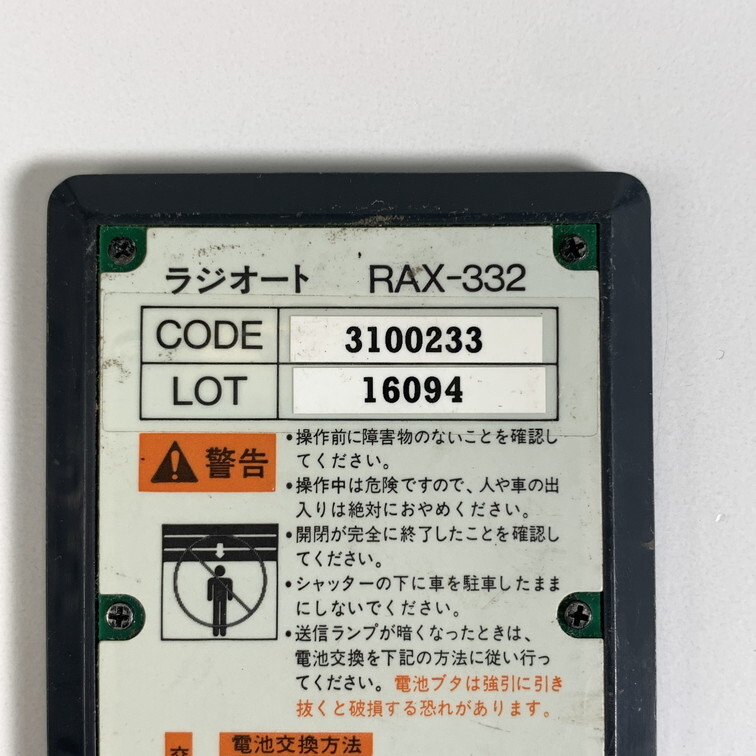 ラジオート RAX-332
CODE 3100233
LOT 16094
警告
・操作前に障害物のないことを確認し
てください。
・操作中は危険ですので、人や車の出
入りは絶対におやめください。
・開閉が完全に終了したことを確認し
てください。
・シャッターの下に車を駐車したまま
にしないでください。
・送信ランプが暗くなったときは、
電池交換を下記の方法に従い行っ
てください。電池ブタは強引に引き
抜くと破損する恐れがあります。
交
電池交換方法